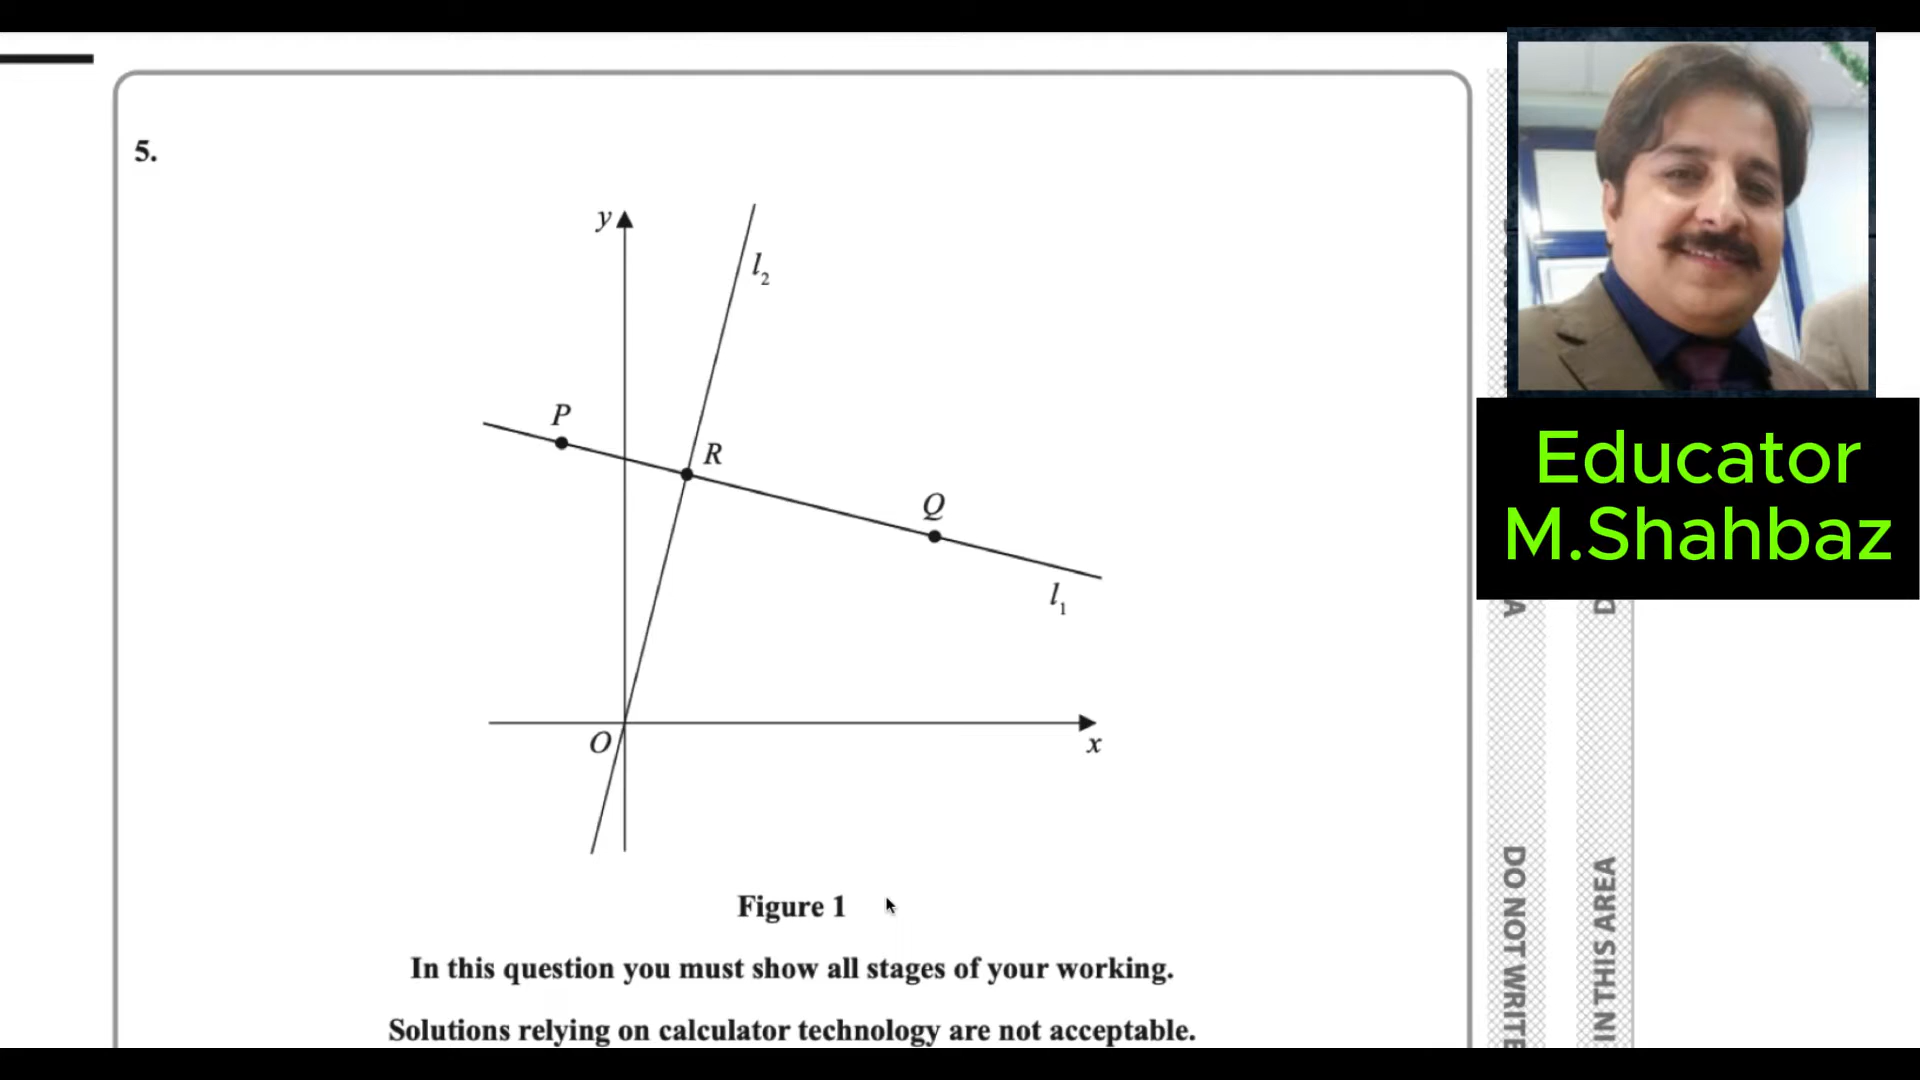 5.
y
l2
P
R
Q
l1
O
x
Figure 1
In this question you must show all stages of your working.
Solutions relying on calculator technology are not acceptable.
Educator
M.Shahbaz
A
D
DO NOT WRITE
IN THIS AREA